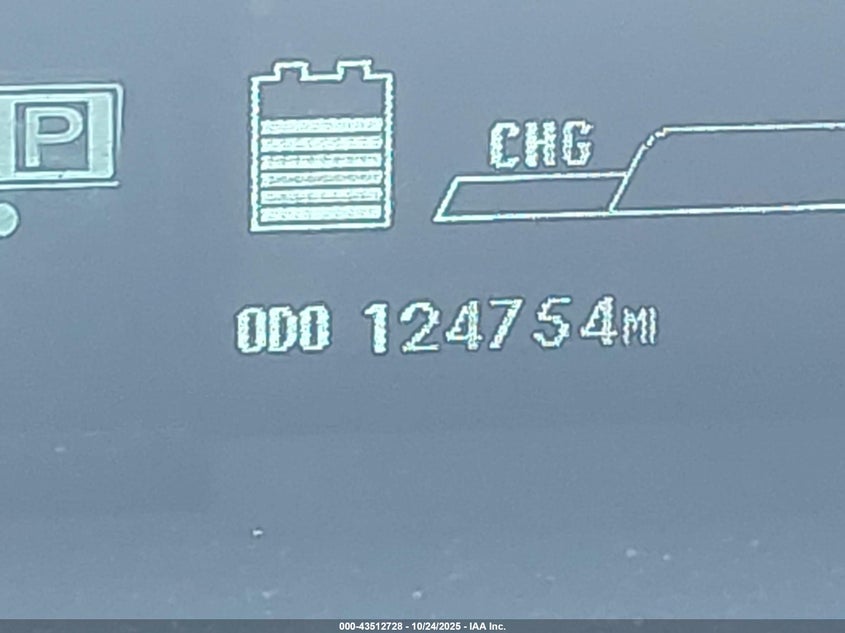 P
CHG
ODO 124754MI
000-43512728 - 10/24/2025 - IAA Inc.